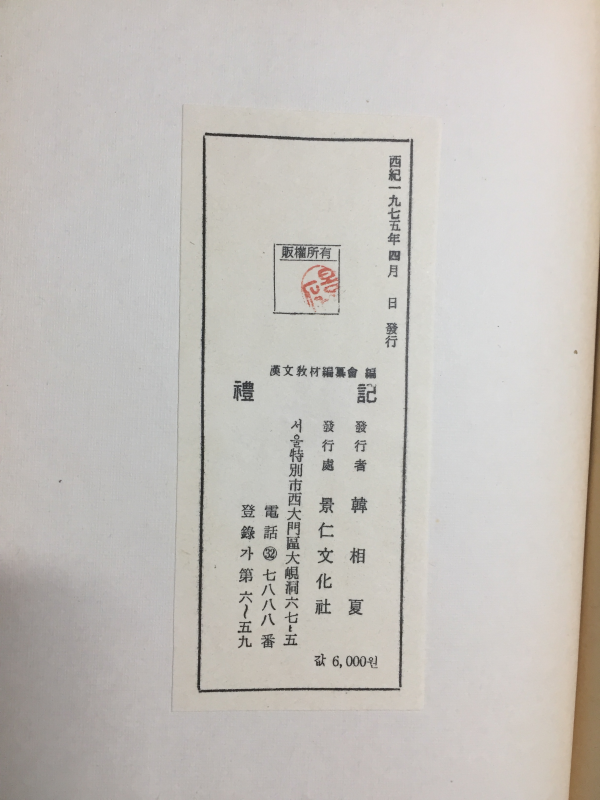 西紀一九七五年四月 日 發行
販權所有
漢文敎材編纂會 編
禮記
發行者 韓相夏
發行處 景仁文化社
서울特別市西大門區大峴洞六七~五
電話㉜七八八八番
登錄가第六~五九
값 6,000원